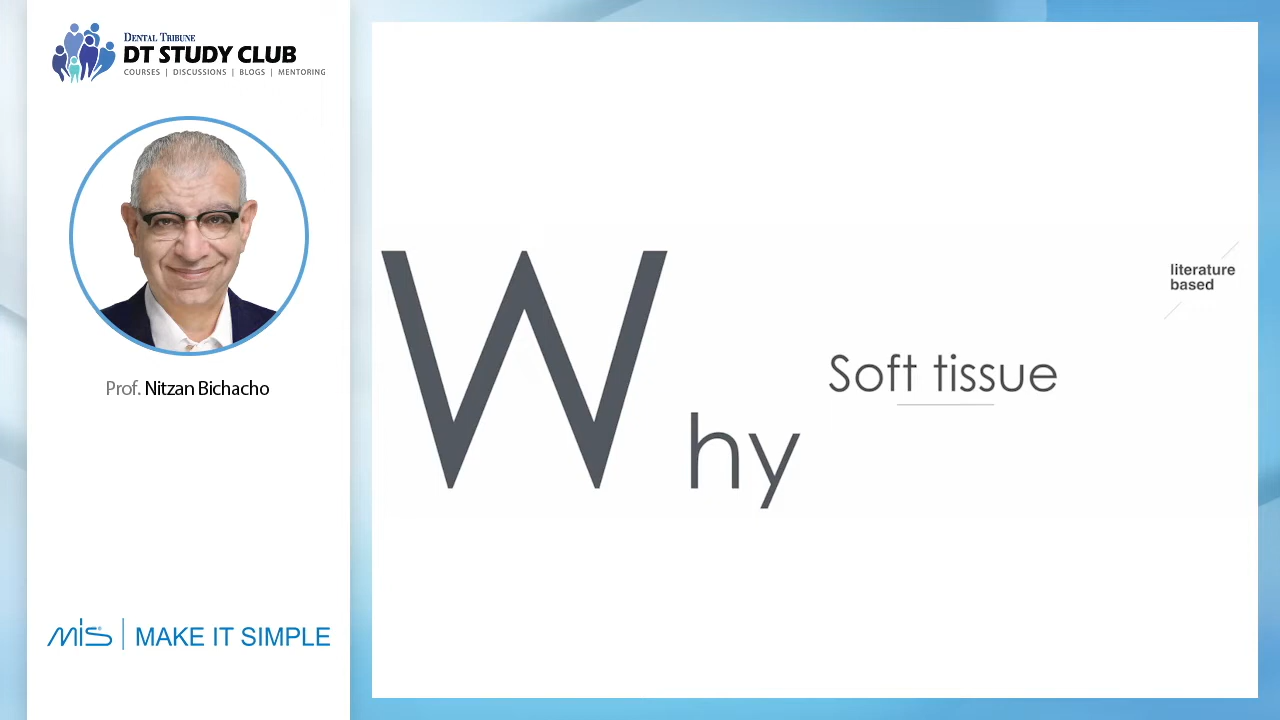 DENTAL TRIBUNE
DT STUDY CLUB
COURSES | DISCUSSIONS | BLOGS | MENTORING
Prof. Nitzan Bichacho
MIS® | MAKE IT SIMPLE
Why
Soft tissue
literature
based